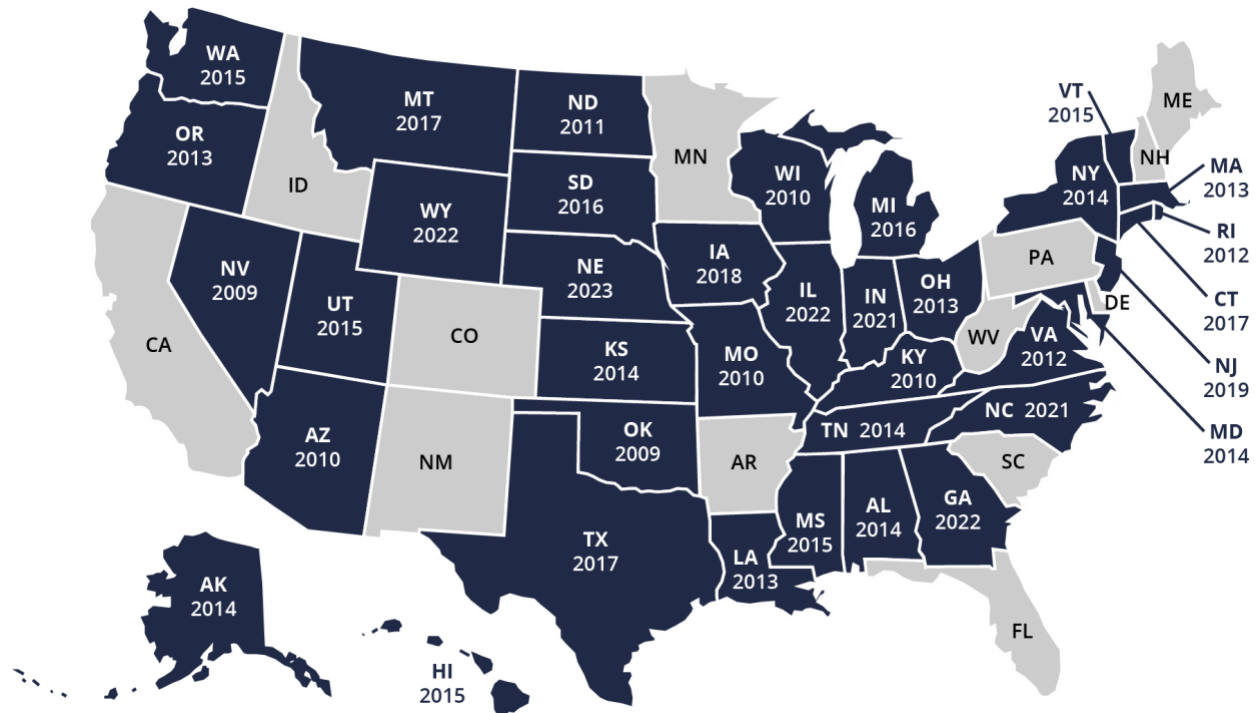 WA
2015
OR
2013
ID
MT
2017
ND
2011
MN
SD
2016
WY
2022
WI
2010
MI
2016
VT
2015
ME
NH
NY
2014
MA
2013
RI
2012
CT
2017
NJ
2019
MD
2014
NV
2009
UT
2015
CA
CO
NE
2023
IA
2018
IL
2022
IN
2021
OH
2013
PA
DE
WV
VA
2012
KS
2014
MO
2010
KY
2010
NC 2021
TN 2014
AZ
2010
NM
OK
2009
AR
SC
TX
2017
LA
2013
MS
2015
AL
2014
GA
2022
FL
AK
2014
HI
2015